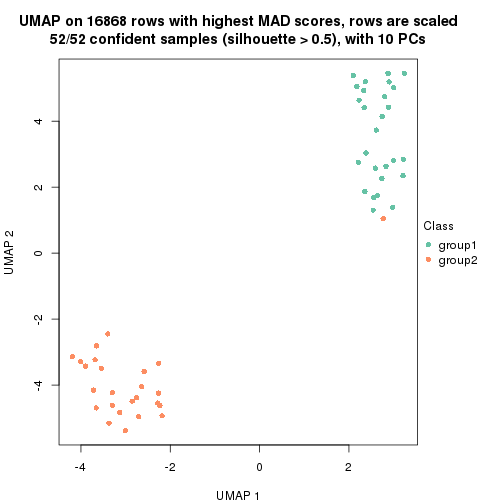 UMAP on 16868 rows with highest MAD scores, rows are scaled
52/52 confident samples (silhouette > 0.5), with 10 PCs
4
2
0
-2
-4
UMAP 2
-4
-2
0
2
UMAP 1
Class
group1
group2